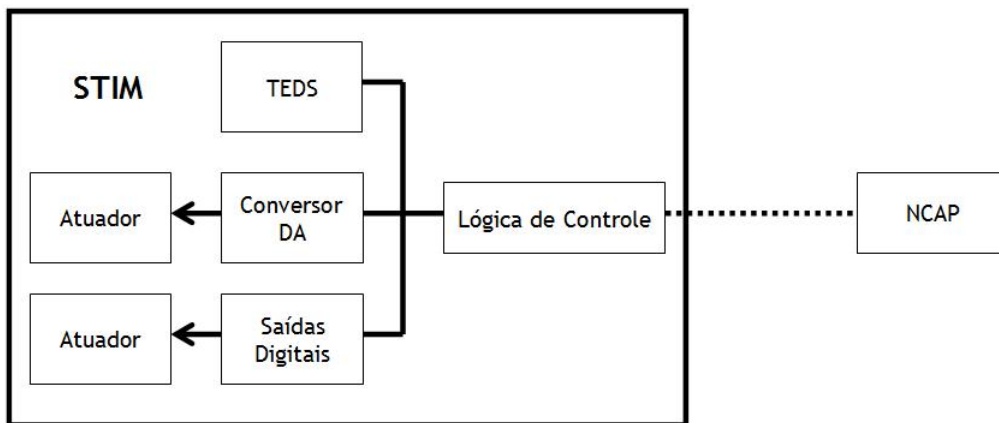 STIM
TEDS
Atuador
Conversor
DA
Lógica de Controle
NCAP
Atuador
Saídas
Digitais